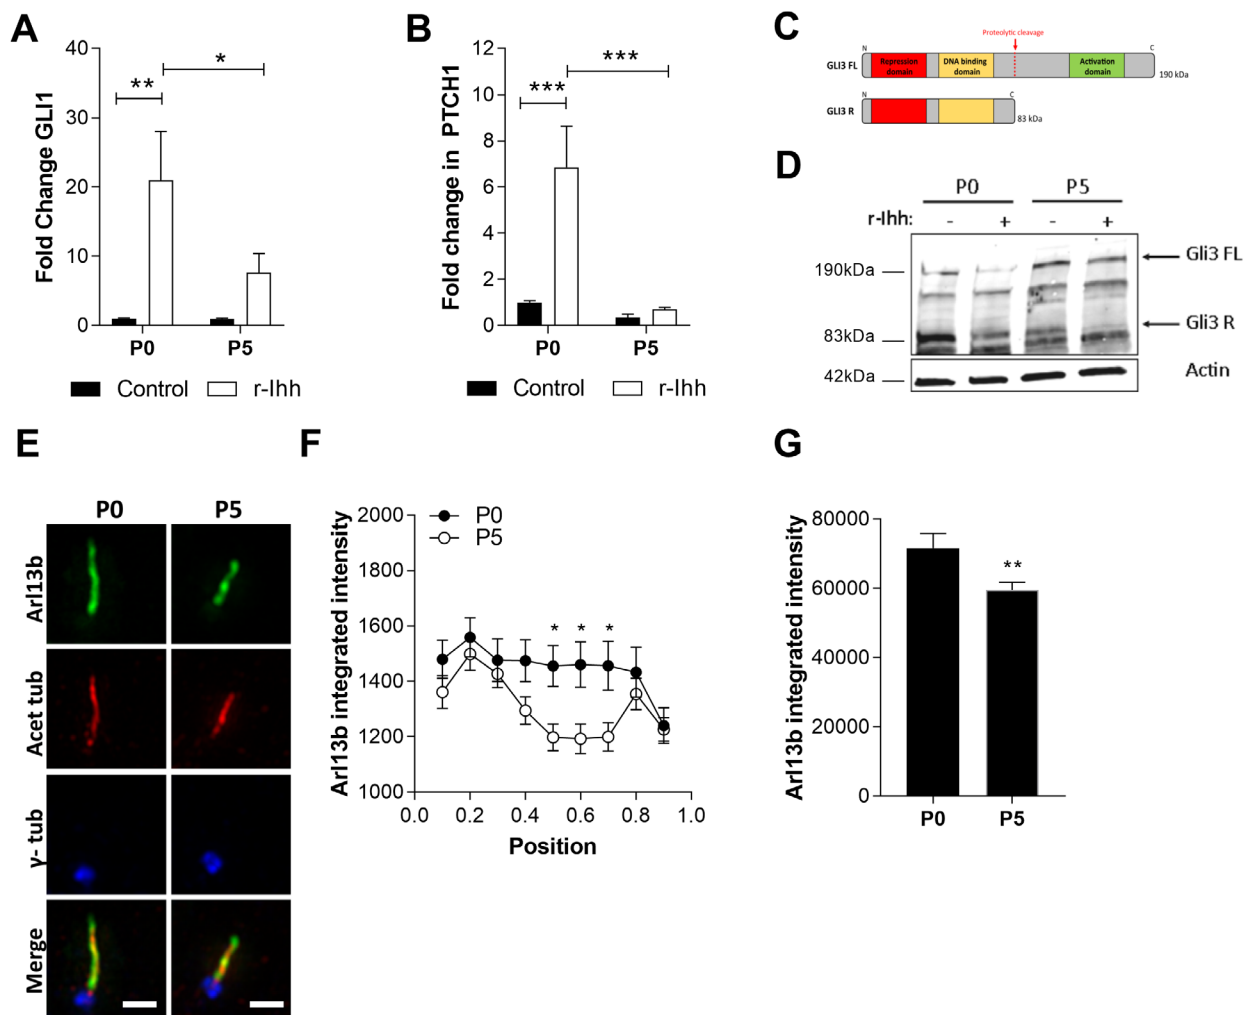 A
Fold Change GLI1
40
30
20
10
0
**
*
P0
P5
Control
r-Ihh
B
Fold change in PTCH1
12
10
8
6
4
2
0
***
***
P0
P5
Control
r-Ihh
C
Proteolytic cleavage
N
C
GLI3 FL
Repression domain
DNA binding domain
Activation domain
190 kDa
N
C
GLI3 R
83 kDa
D
P0
P5
r-Ihh:
-
+
-
+
190kDa
83kDa
42kDa
Gli3 FL
Gli3 R
Actin
E
P0
P5
Arl13b
Acet tub
γ- tub
Merge
F
Arl13b integrated intensity
2000
1800
1600
1400
1200
1000
P0
P5
* * *
0.0 0.2 0.4 0.6 0.8 1.0
Position
G
Arl13b integrated intensity
80000
60000
40000
20000
0
**
P0
P5